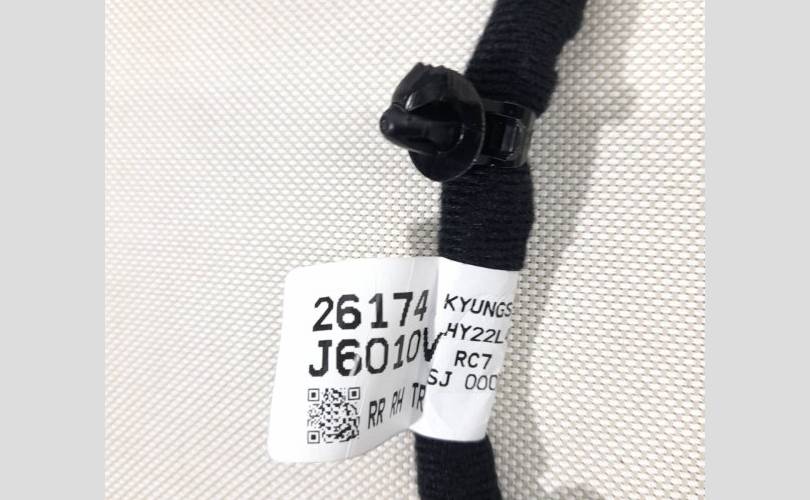 26174
J6010V
RR RH TR
KYUNGS
HY22L
RC7
SJ 000